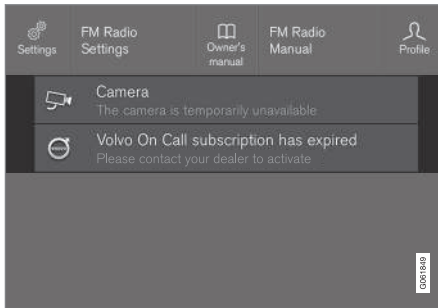 Settings
FM Radio
Settings
Owner's
manual
FM Radio
Manual
Profile
Camera
The camera is temporarily unavailable
Volvo On Call subscription has expired
Please contact your dealer to activate
G061849